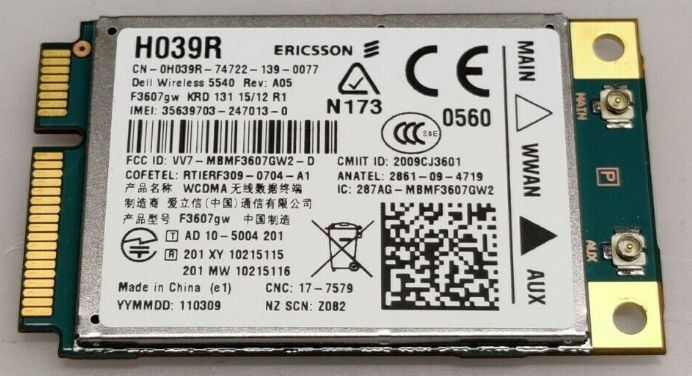 H039R
ERICSSON
CN-0H039R-74722-139-0077
Dell Wireless 5540 Rev: A05
F3607gw KRD 131 15/12 R1
IMEI: 35639703-247013-0
N173
CE
0560
CCC S&E
FCC ID: VV7-MBMF3607GW2-D
CMIIT ID: 2009CJ3601
COFETEL: RTIERF309-0704-A1
ANATEL: 2861-09-4719
产品名称 WCDMA 无线数据终端
IC: 287AG-MBMF3607GW2
制造商 爱立信(中国)通信有限公司
产品型号 F3607gw 中国制造
T AD 10-5004 201
R 201 XY 10215115
201 MW 10215116
Made in China (e1)
CNC: 17-7579
YYMMDD: 110309
NZ SCN: Z082
MAIN
WWAN
AUX
MAIN
P
AUX